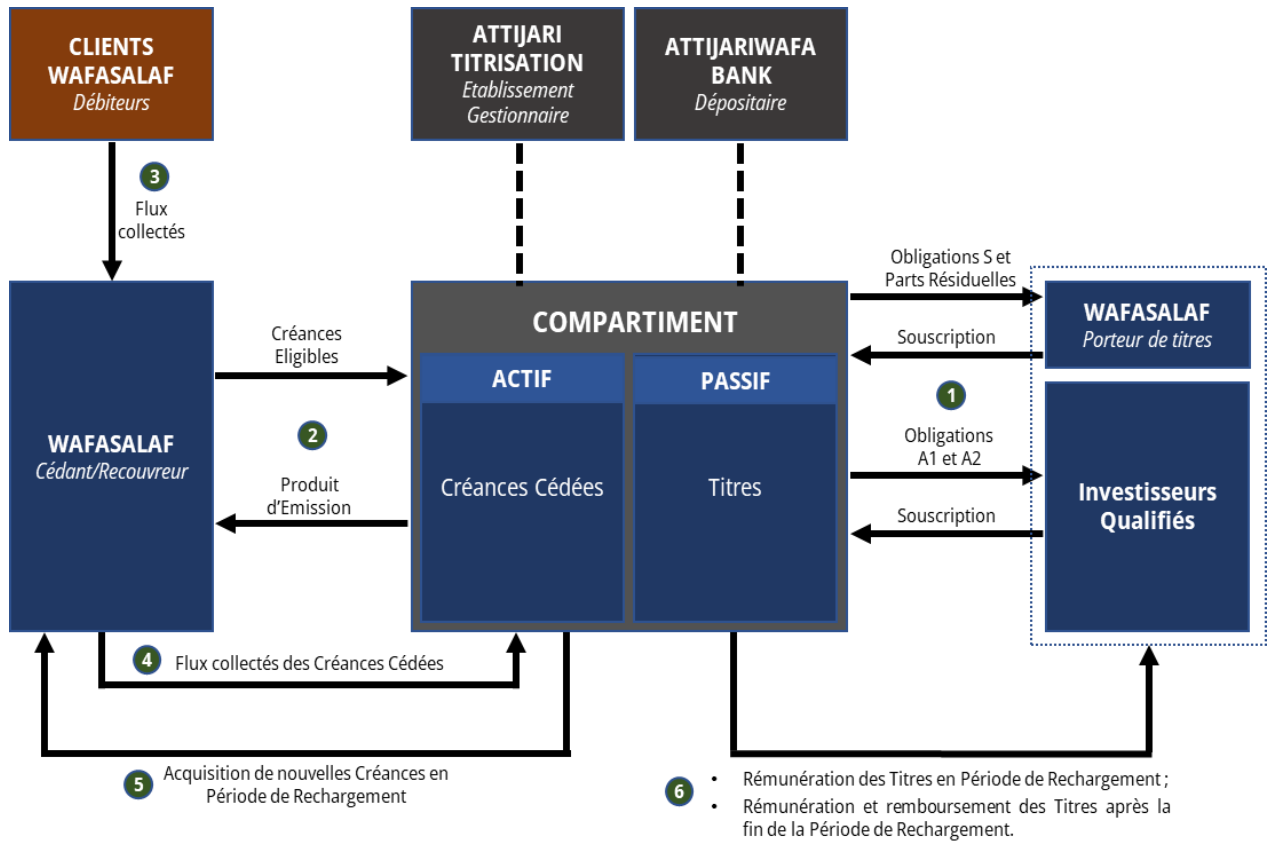 CLIENTS
WAFASALAF
Débiteurs
ATTIJARI
TITRISATION
Etablissement
Gestionnaire
ATTIJARIWAFA
BANK
Dépositaire
3
Flux
collectés
WAFASALAF
Cédant/Recouvreur
Créances
Eligibles
2
Produit
d’Emission
COMPARTIMENT
ACTIF
Créances Cédées
PASSIF
Titres
Obligations S et
Parts Résiduelles
Souscription
1
Obligations
A1 et A2
Souscription
WAFASALAF
Porteur de titres
Investisseurs
Qualifiés
4 Flux collectés des Créances Cédées
5 Acquisition de nouvelles Créances en
Période de Rechargement
6
• Rémunération des Titres en Période de Rechargement ;
• Rémunération et remboursement des Titres après la
fin de la Période de Rechargement.